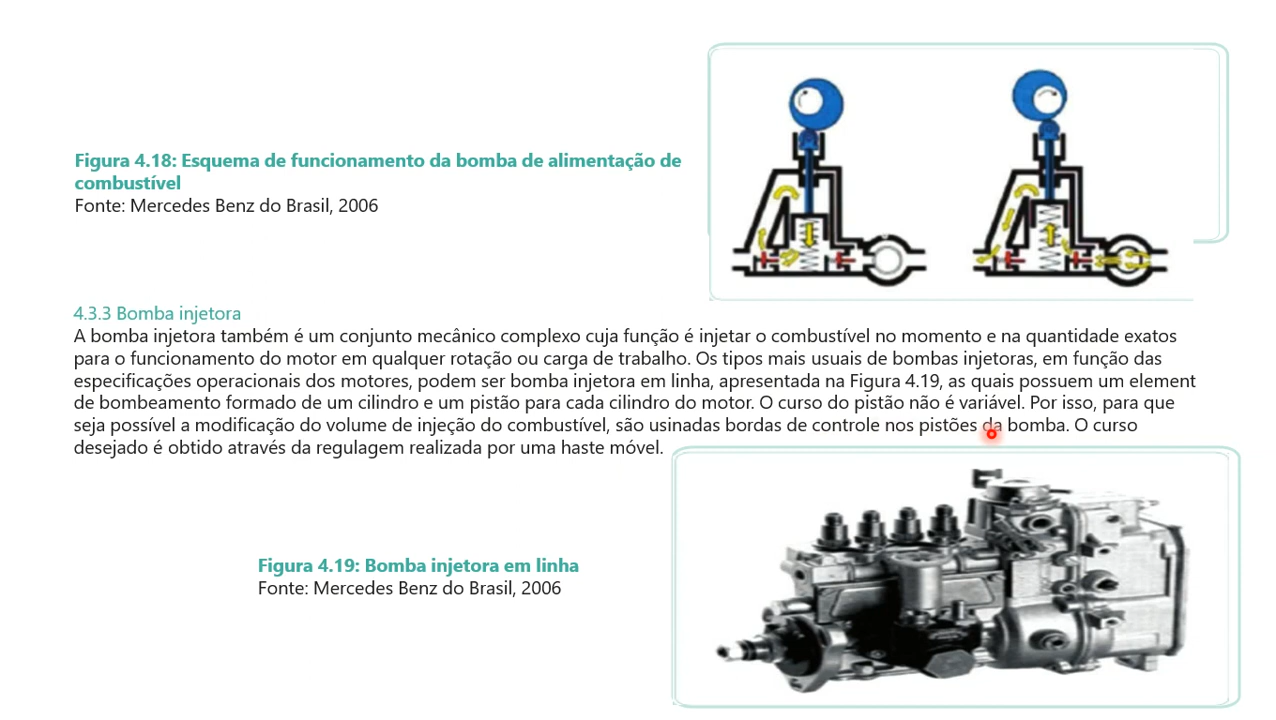 Figura 4.18: Esquema de funcionamento da bomba de alimentação de
combustível
Fonte: Mercedes Benz do Brasil, 2006
4.3.3 Bomba injetora
A bomba injetora também é um conjunto mecânico complexo cuja função é injetar o combustível no momento e na quantidade exatos
para o funcionamento do motor em qualquer rotação ou carga de trabalho. Os tipos mais usuais de bombas injetoras, em função das
especificações operacionais dos motores, podem ser bomba injetora em linha, apresentada na Figura 4.19, as quais possuem um element
de bombeamento formado de um cilindro e um pistão para cada cilindro do motor. O curso do pistão não é variável. Por isso, para que
seja possível a modificação do volume de injeção do combustível, são usinadas bordas de controle nos pistões da bomba. O curso
desejado é obtido através da regulagem realizada por uma haste móvel.
Figura 4.19: Bomba injetora em linha
Fonte: Mercedes Benz do Brasil, 2006